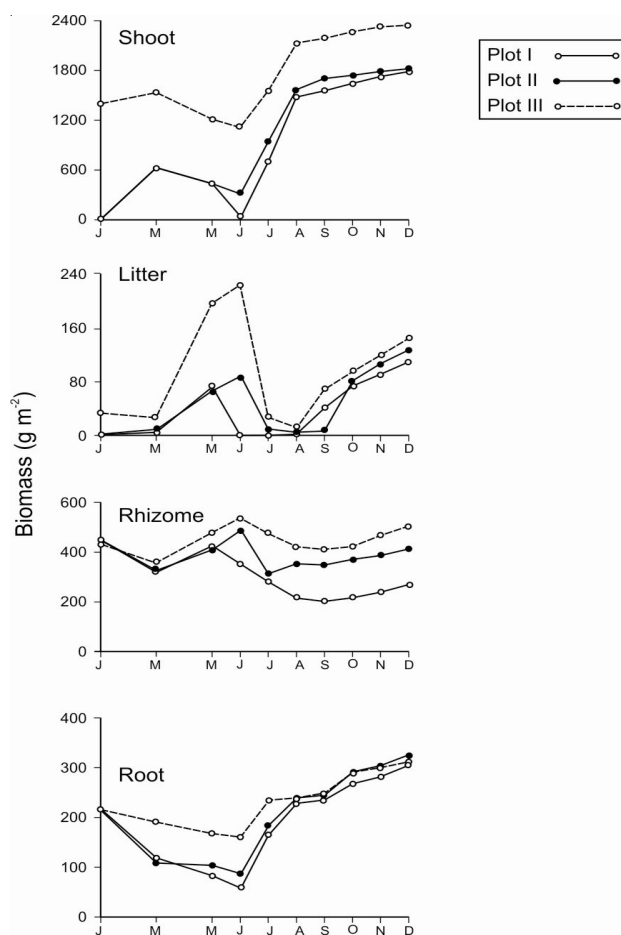 2400
Shoot
1800
1200
600
0
J M M J J A S O N D
Plot I
Plot II
Plot III
240
Litter
160
80
0
J M M J J A S O N D
Biomass (g m-2)
600
Rhizome
400
200
0
J M M J J A S O N D
400
300
Root
200
100
0
J M M J J A S O N D